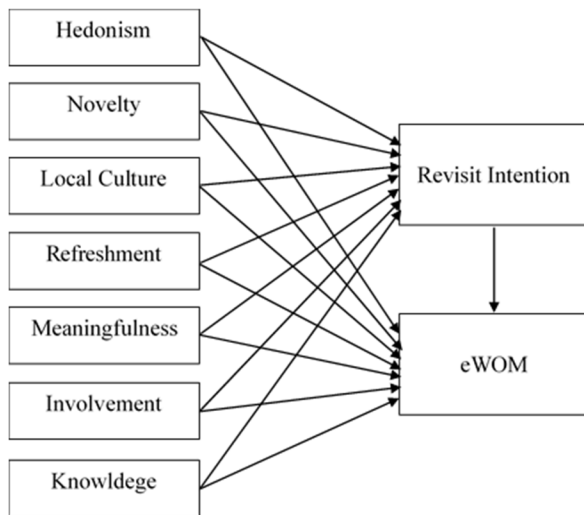 Hedonism
Novelty
Local Culture
Refreshment
Meaningfulness
Involvement
Knowldege
Revisit Intention
eWOM